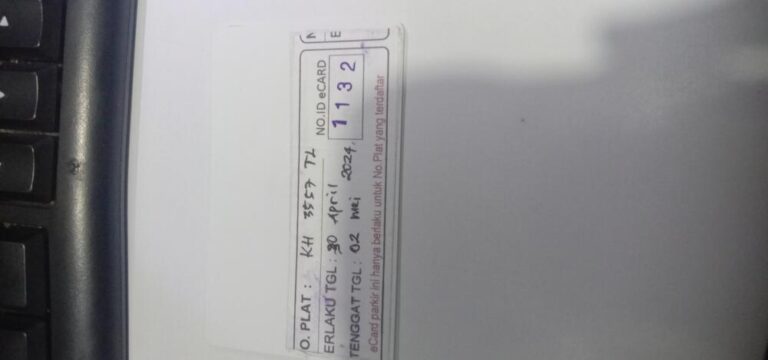 O. PLAT : KH 3557 TL
ERLAKU TGL : 30 April
TENGGAT TGL : 02 Mei 2024
NO.ID eCARD
1132
eCard parkir ini hanya berlaku untuk No.Plat yang terdaftar